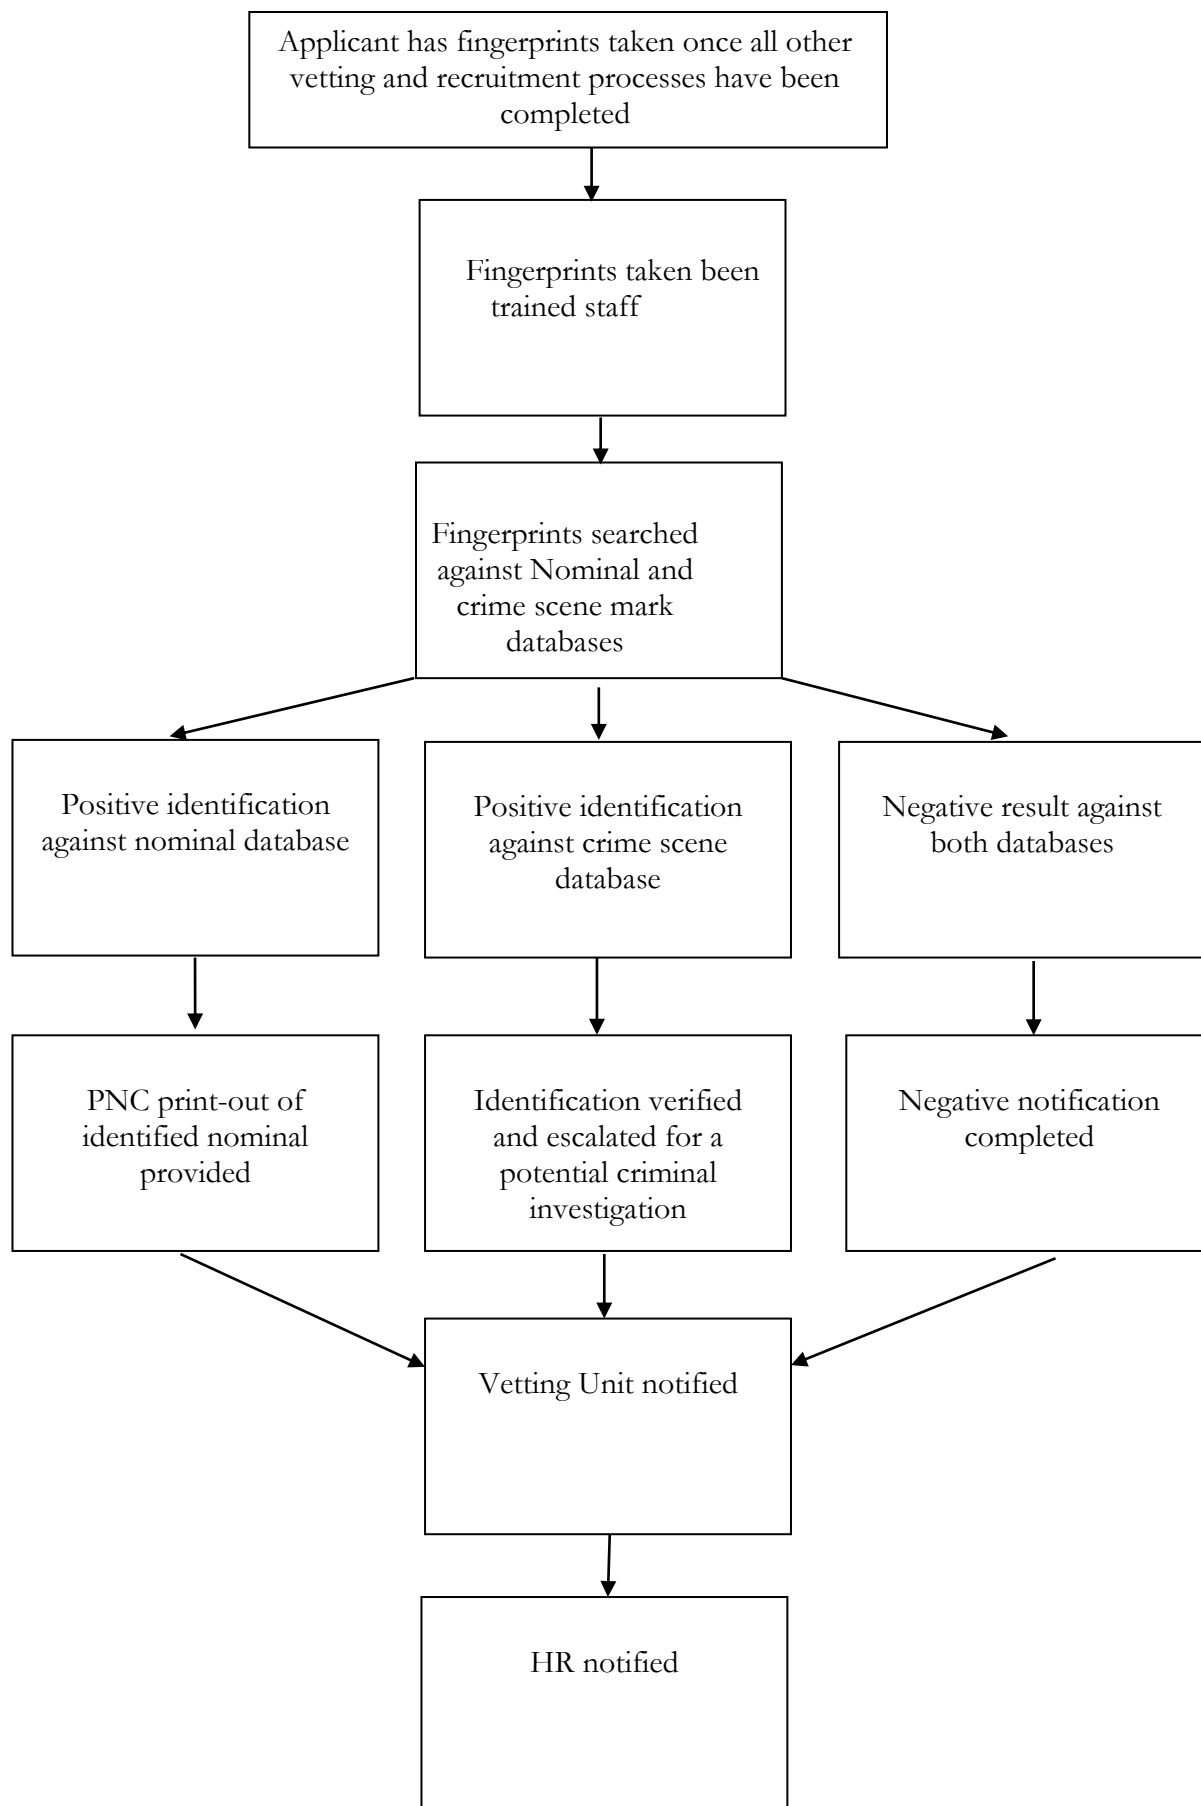 Applicant has fingerprints taken once all other
vetting and recruitment processes have been
completed
Fingerprints taken been
trained staff
Fingerprints searched
against Nominal and
crime scene mark
databases
Positive identification
against nominal database
Positive identification
against crime scene
database
Negative result against
both databases
PNC print-out of
identified nominal
provided
Identification verified
and escalated for a
potential criminal
investigation
Negative notification
completed
Vetting Unit notified
HR notified